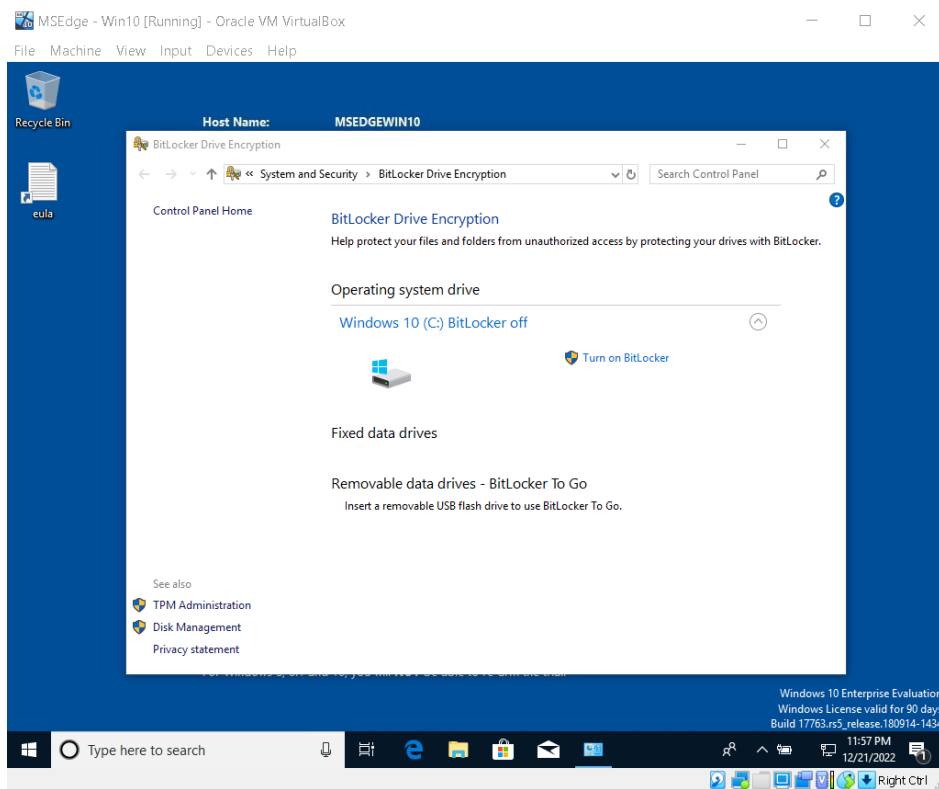 MSEdge - Win10 [Running] - Oracle VM VirtualBox
File Machine View Input Devices Help
Recycle Bin
Host Name: MSEDGEWIN10
BitLocker Drive Encryption
« System and Security › BitLocker Drive Encryption
Search Control Panel
eula
Control Panel Home
BitLocker Drive Encryption
Help protect your files and folders from unauthorized access by protecting your drives with BitLocker.
Operating system drive
Windows 10 (C:) BitLocker off
Turn on BitLocker
Fixed data drives
Removable data drives - BitLocker To Go
Insert a removable USB flash drive to use BitLocker To Go.
See also
TPM Administration
Disk Management
Privacy statement
Windows 10 Enterprise Evaluation
Windows License valid for 90 day
Build 17763.rs5_release.180914-143
Type here to search
11:57 PM
12/21/2022
1
Right Ctrl